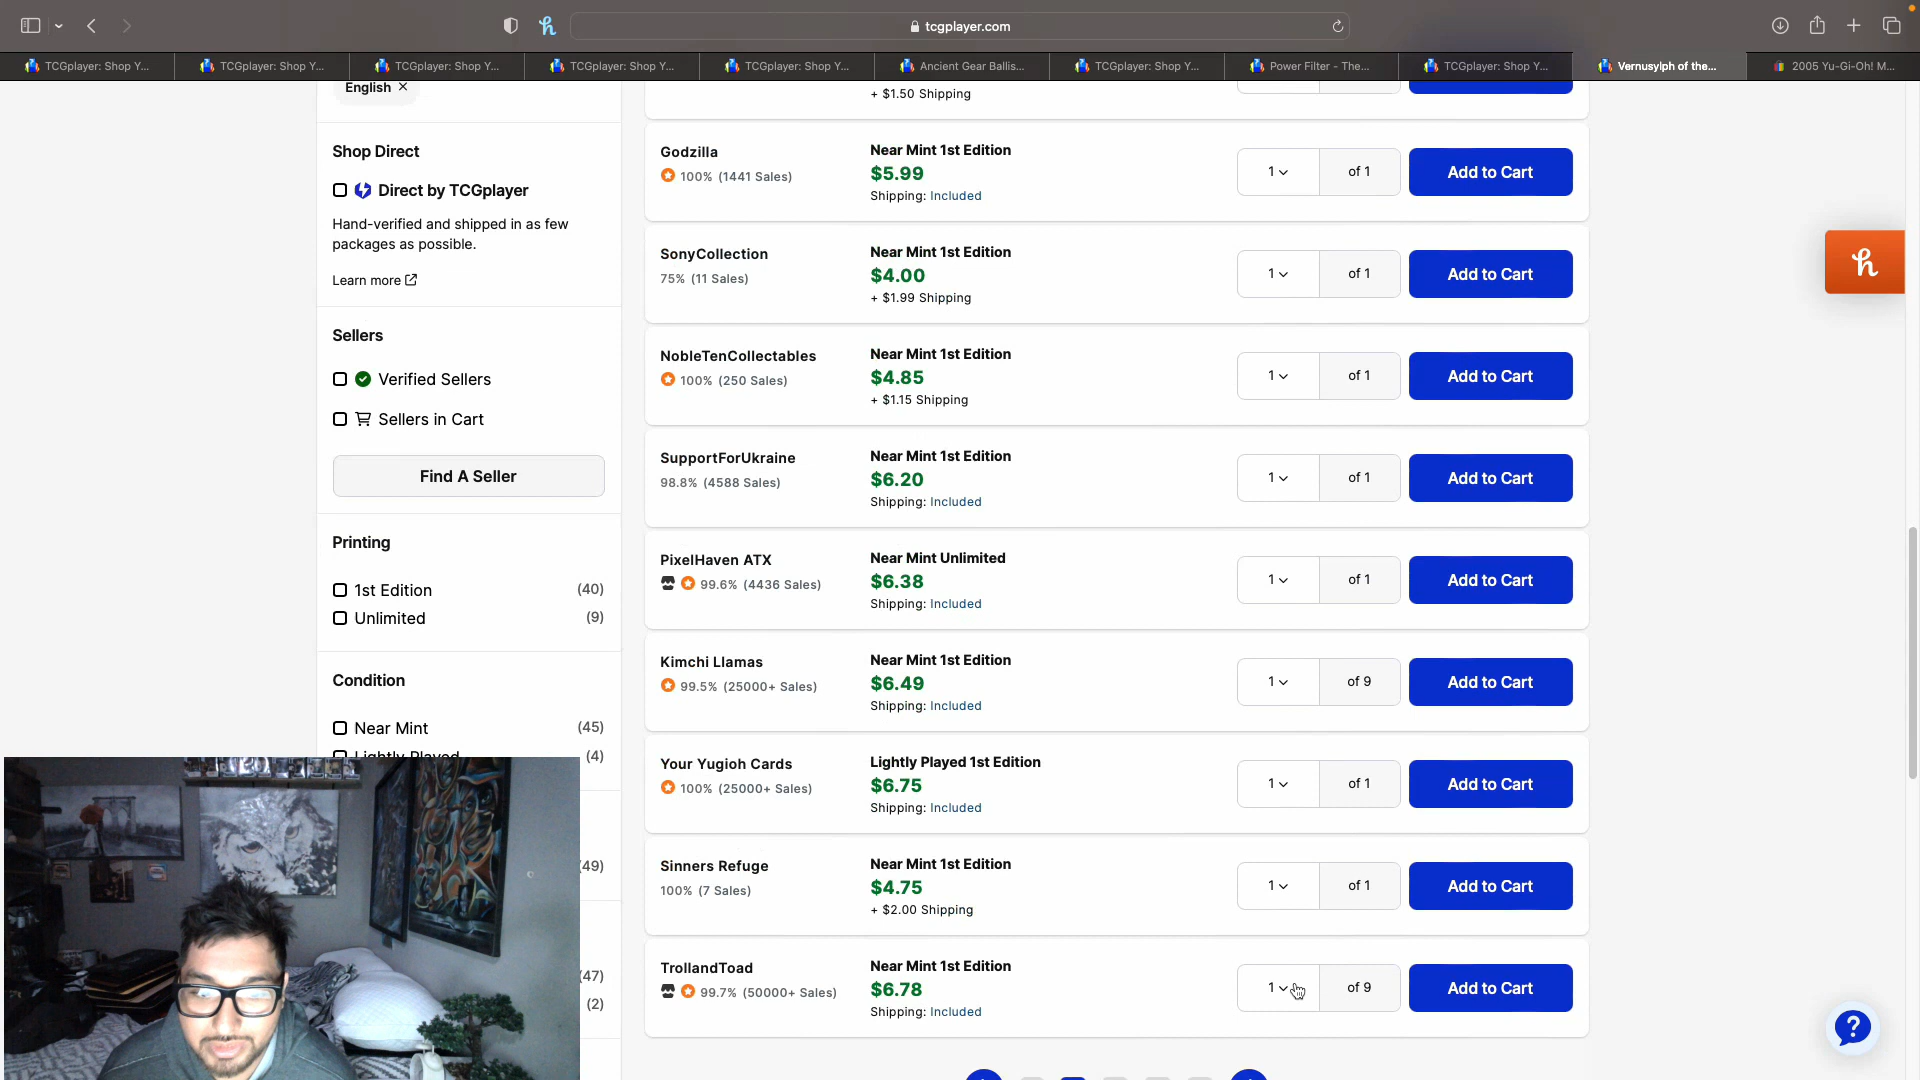 tcgplayer.com
TCGplayer: Shop Y...
TCGplayer: Shop Y...
TCGplayer: Shop Y...
TCGplayer: Shop Y...
TCGplayer: Shop Y...
Ancient Gear Ballis...
TCGplayer: Shop Y...
Power Filter - The...
TCGplayer: Shop Y...
Vernusylph of the...
2005 Yu-Gi-Oh! M...
English
Shop Direct
Direct by TCGplayer
Hand-verified and shipped in as few
packages as possible.
Learn more
Sellers
Verified Sellers
Sellers in Cart
Find A Seller
Printing
1st Edition (40)
Unlimited (9)
Condition
Near Mint (45)
Lightly Played (4)
(49)
(47)
(2)
+ $1.50 Shipping
Godzilla
100% (1441 Sales)
Near Mint 1st Edition
$5.99
Shipping: Included
1 of 1
Add to Cart
SonyCollection
75% (11 Sales)
Near Mint 1st Edition
$4.00
+ $1.99 Shipping
1 of 1
Add to Cart
NobleTenCollectables
100% (250 Sales)
Near Mint 1st Edition
$4.85
+ $1.15 Shipping
1 of 1
Add to Cart
SupportForUkraine
98.8% (4588 Sales)
Near Mint 1st Edition
$6.20
Shipping: Included
1 of 1
Add to Cart
PixelHaven ATX
99.6% (4436 Sales)
Near Mint Unlimited
$6.38
Shipping: Included
1 of 1
Add to Cart
Kimchi Llamas
99.5% (25000+ Sales)
Near Mint 1st Edition
$6.49
Shipping: Included
1 of 9
Add to Cart
Your Yugioh Cards
100% (25000+ Sales)
Lightly Played 1st Edition
$6.75
Shipping: Included
1 of 1
Add to Cart
Sinners Refuge
100% (7 Sales)
Near Mint 1st Edition
$4.75
+ $2.00 Shipping
1 of 1
Add to Cart
TrollandToad
99.7% (50000+ Sales)
Near Mint 1st Edition
$6.78
Shipping: Included
1 of 9
Add to Cart